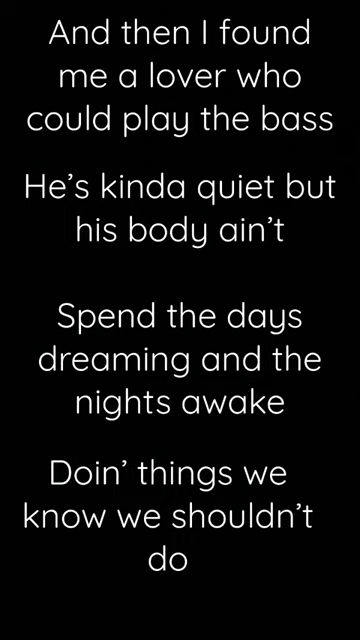 And then I found
me a lover who
could play the bass
He's kinda quiet but
his body ain't
Spend the days
dreaming and the
nights awake
Doin' things we
know we shouldn't
do